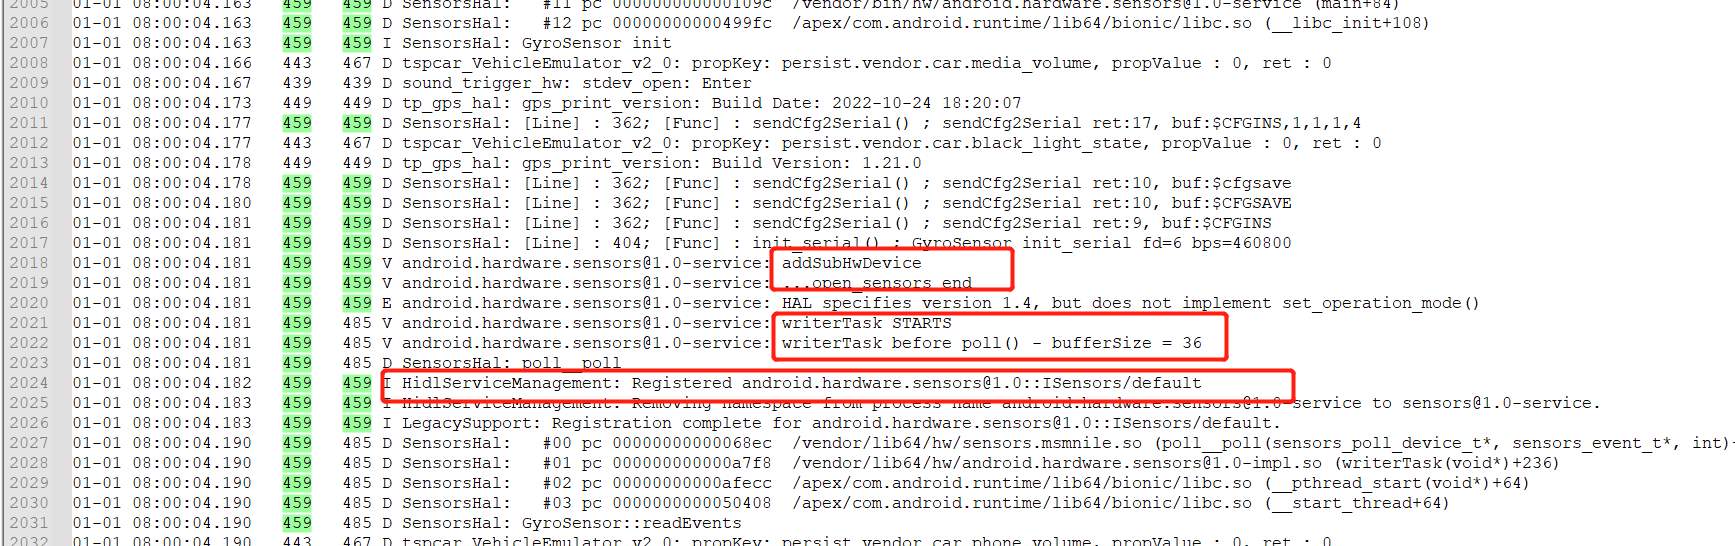 2005 01-01 08:00:04.163 459 459 D SensorsHal: #11 pc 000000000000109c /vendor/bin/hw/android.hardware.sensors@1.0-service (main+84)
2006 01-01 08:00:04.163 459 459 D SensorsHal: #12 pc 00000000000499fc /apex/com.android.runtime/lib64/bionic/libc.so (__libc_init+108)
2007 01-01 08:00:04.163 459 459 I SensorsHal: GyroSensor init
2008 01-01 08:00:04.166 443 467 D tspcar_VehicleEmulator_v2_0: propKey: persist.vendor.car.media_volume, propValue : 0, ret : 0
2009 01-01 08:00:04.167 439 439 D sound_trigger_hw: stdev_open: Enter
2010 01-01 08:00:04.173 449 449 D tp_gps_hal: gps_print_version: Build Date: 2022-10-24 18:20:07
2011 01-01 08:00:04.177 459 459 D SensorsHal: [Line] : 362; [Func] : sendCfg2Serial() ; sendCfg2Serial ret:17, buf:$CFGINS,1,1,1,4
2012 01-01 08:00:04.177 443 467 D tspcar_VehicleEmulator_v2_0: propKey: persist.vendor.car.black_light_state, propValue : 0, ret : 0
2013 01-01 08:00:04.178 449 449 D tp_gps_hal: gps_print_version: Build Version: 1.21.0
2014 01-01 08:00:04.178 459 459 D SensorsHal: [Line] : 362; [Func] : sendCfg2Serial() ; sendCfg2Serial ret:10, buf:$cfgsave
2015 01-01 08:00:04.180 459 459 D SensorsHal: [Line] : 362; [Func] : sendCfg2Serial() ; sendCfg2Serial ret:10, buf:$CFGSAVE
2016 01-01 08:00:04.181 459 459 D SensorsHal: [Line] : 362; [Func] : sendCfg2Serial() ; sendCfg2Serial ret:9, buf:$CFGINS
2017 01-01 08:00:04.181 459 459 D SensorsHal: [Line] : 404; [Func] : init_serial() ; GyroSensor init_serial fd=6 bps=460800
2018 01-01 08:00:04.181 459 459 V android.hardware.sensors@1.0-service: addSubHwDevice
2019 01-01 08:00:04.181 459 459 V android.hardware.sensors@1.0-service: ...open_sensors end
2020 01-01 08:00:04.181 459 459 E android.hardware.sensors@1.0-service: HAL specifies version 1.4, but does not implement set_operation_mode()
2021 01-01 08:00:04.181 459 485 V android.hardware.sensors@1.0-service: writerTask STARTS
2022 01-01 08:00:04.181 459 485 V android.hardware.sensors@1.0-service: writerTask before poll() - bufferSize = 36
2023 01-01 08:00:04.181 459 485 D SensorsHal: poll__poll
2024 01-01 08:00:04.182 459 459 I HidlServiceManagement: Registered android.hardware.sensors@1.0::ISensors/default
2025 01-01 08:00:04.183 459 459 I HidlServiceManagement: Removing namespace from process name android.hardware.sensors@1.0-service to sensors@1.0-service.
2026 01-01 08:00:04.183 459 459 I LegacySupport: Registration complete for android.hardware.sensors@1.0::ISensors/default.
2027 01-01 08:00:04.190 459 485 D SensorsHal: #00 pc 00000000000068ec /vendor/lib64/hw/sensors.msmnile.so (poll__poll(sensors_poll_device_t*, sensors_event_t*, int)
2028 01-01 08:00:04.190 459 485 D SensorsHal: #01 pc 000000000000a7f8 /vendor/lib64/hw/android.hardware.sensors@1.0-impl.so (writerTask(void*)+236)
2029 01-01 08:00:04.190 459 485 D SensorsHal: #02 pc 00000000000afecc /apex/com.android.runtime/lib64/bionic/libc.so (__pthread_start(void*)+64)
2030 01-01 08:00:04.190 459 485 D SensorsHal: #03 pc 0000000000050408 /apex/com.android.runtime/lib64/bionic/libc.so (__start_thread+64)
2031 01-01 08:00:04.190 459 485 D SensorsHal: GyroSensor::readEvents
2032 01-01 08:00:04.190 443 467 D tspcar_VehicleEmulator_v2_0: propKey: persist.vendor.car.phone_volume, propValue : 0, ret : 0